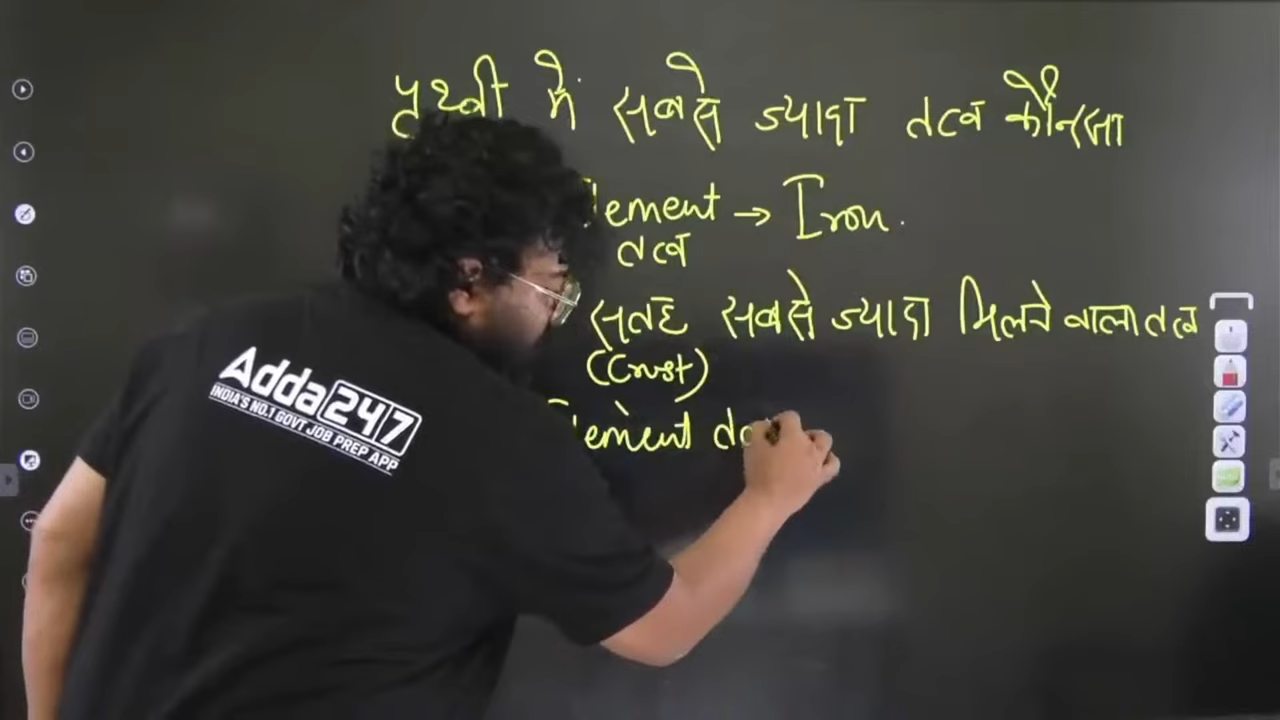 पृथ्वी में सबसे ज्यादा तत्व कौनसा
lement → Iron.
तत्व
सतह सबसे ज्यादा मिलने वाला तत्व
(Crust)
Element
Adda247
INDIA'S NO.1 GOVT JOB PREP APP